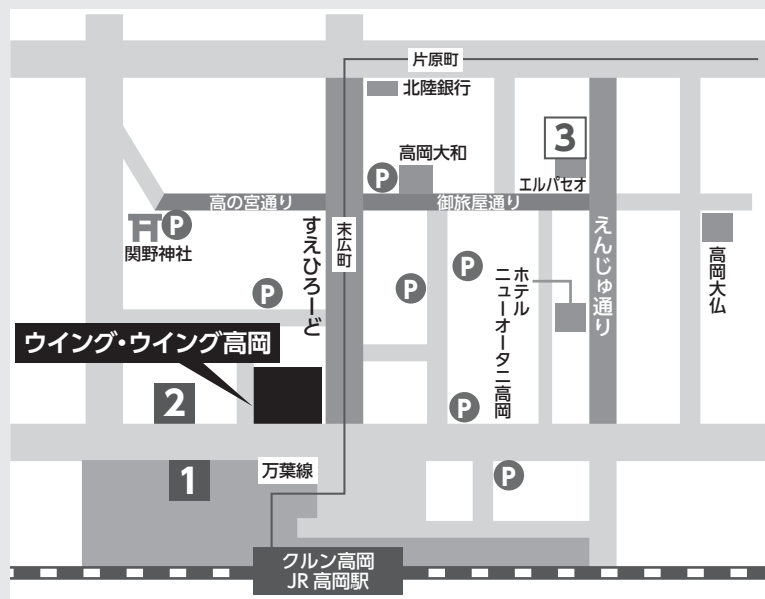 片原町
北陸銀行
3
高岡大和
P
エルパセオ
高の宮通り
御旅屋通り
P
関野神社
すえひろーど
末広町
えんじゅ通り
高岡大仏
P
P
P
ホテル
ニューオータニ高岡
ウイング・ウイング高岡
2
P
1
万葉線
P
クルン高岡
JR 高岡駅